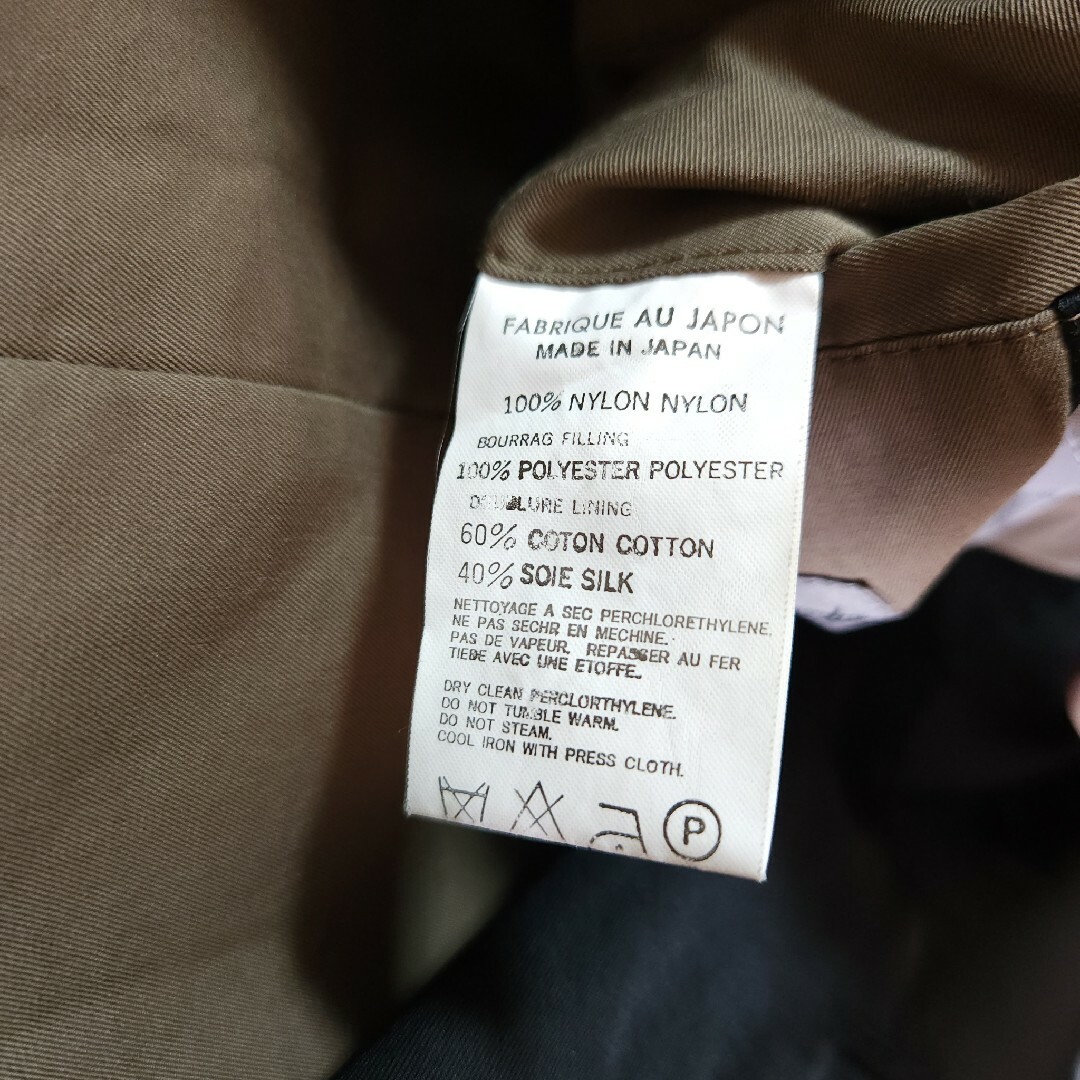 FABRIQUE AU JAPON
MADE IN JAPAN
100% NYLON NYLON
BOURRAG FILLING
100% POLYESTER POLYESTER
LINING
60% COTON COTTON
40% SOIE SILK
NETTOYAGE A SEC PERCHLORETHYLENE.
NE PAS SECHR EN MECHINE.
PAS DE VAPEUR. REPASSER AU FER
TIEDE AVEC UNE ETOFFE.
DRY CLEAN PERCLORTHYLENE.
DO NOT TUMBLE WARM.
DO NOT STEAM.
COOL IRON WITH PRESS CLOTH.
P